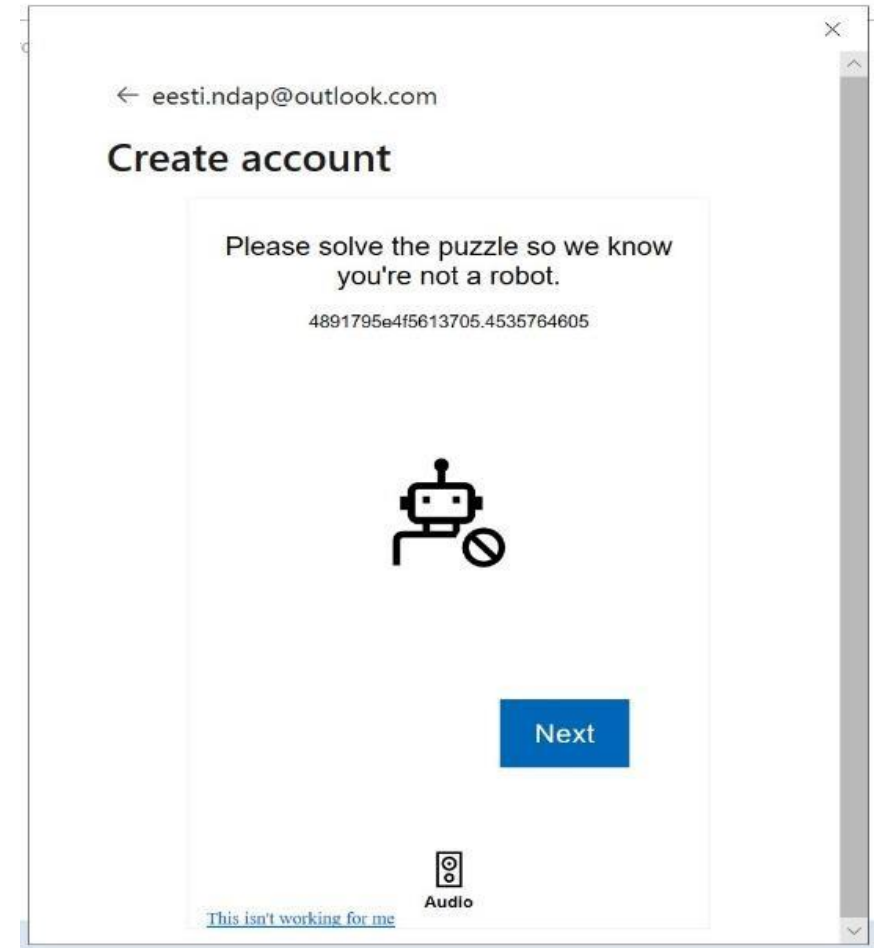 ← eesti.ndap@outlook.com
Create account
Please solve the puzzle so we know
you're not a robot.
4891795e4f5613705.4535764605
Next
Audio
This isn't working for me